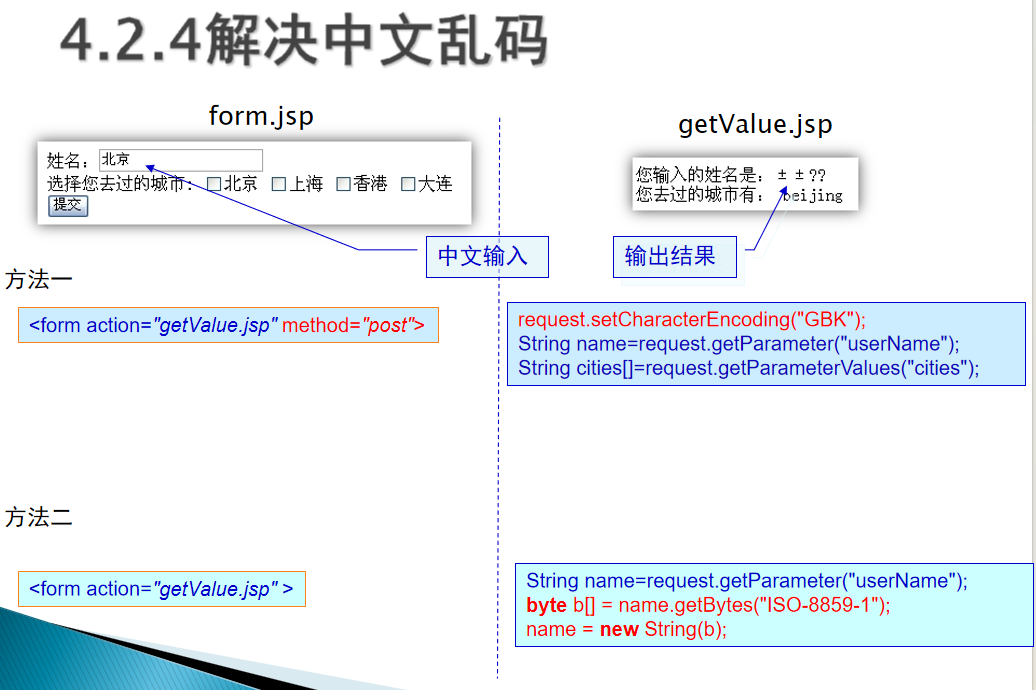 4.2.4解决中文乱码
form.jsp
姓名：北京
选择您去过的城市：北京 上海 香港 大连
提交
getValue.jsp
您输入的姓名是： ± ± ??
您去过的城市有： beijing
中文输入
输出结果
方法一
<form action="getValue.jsp" method="post">
request.setCharacterEncoding("GBK");
String name=request.getParameter("userName");
String cities[]=request.getParameterValues("cities");
方法二
<form action="getValue.jsp" >
String name=request.getParameter("userName");
byte b[] = name.getBytes("ISO-8859-1");
name = new String(b);